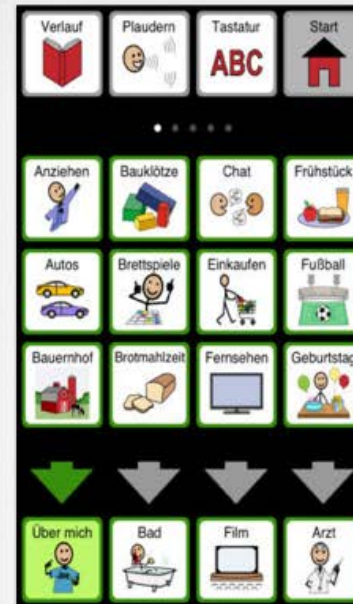 Verlauf Plaudern Tastatur Start
ABC
Anziehen Bauklötze Chat Frühstück
Autos Brettspiele Einkaufen Fußball
Bauernhof Brotmahlzeit Fernsehen Geburtstag
Über mich Bad Film Arzt